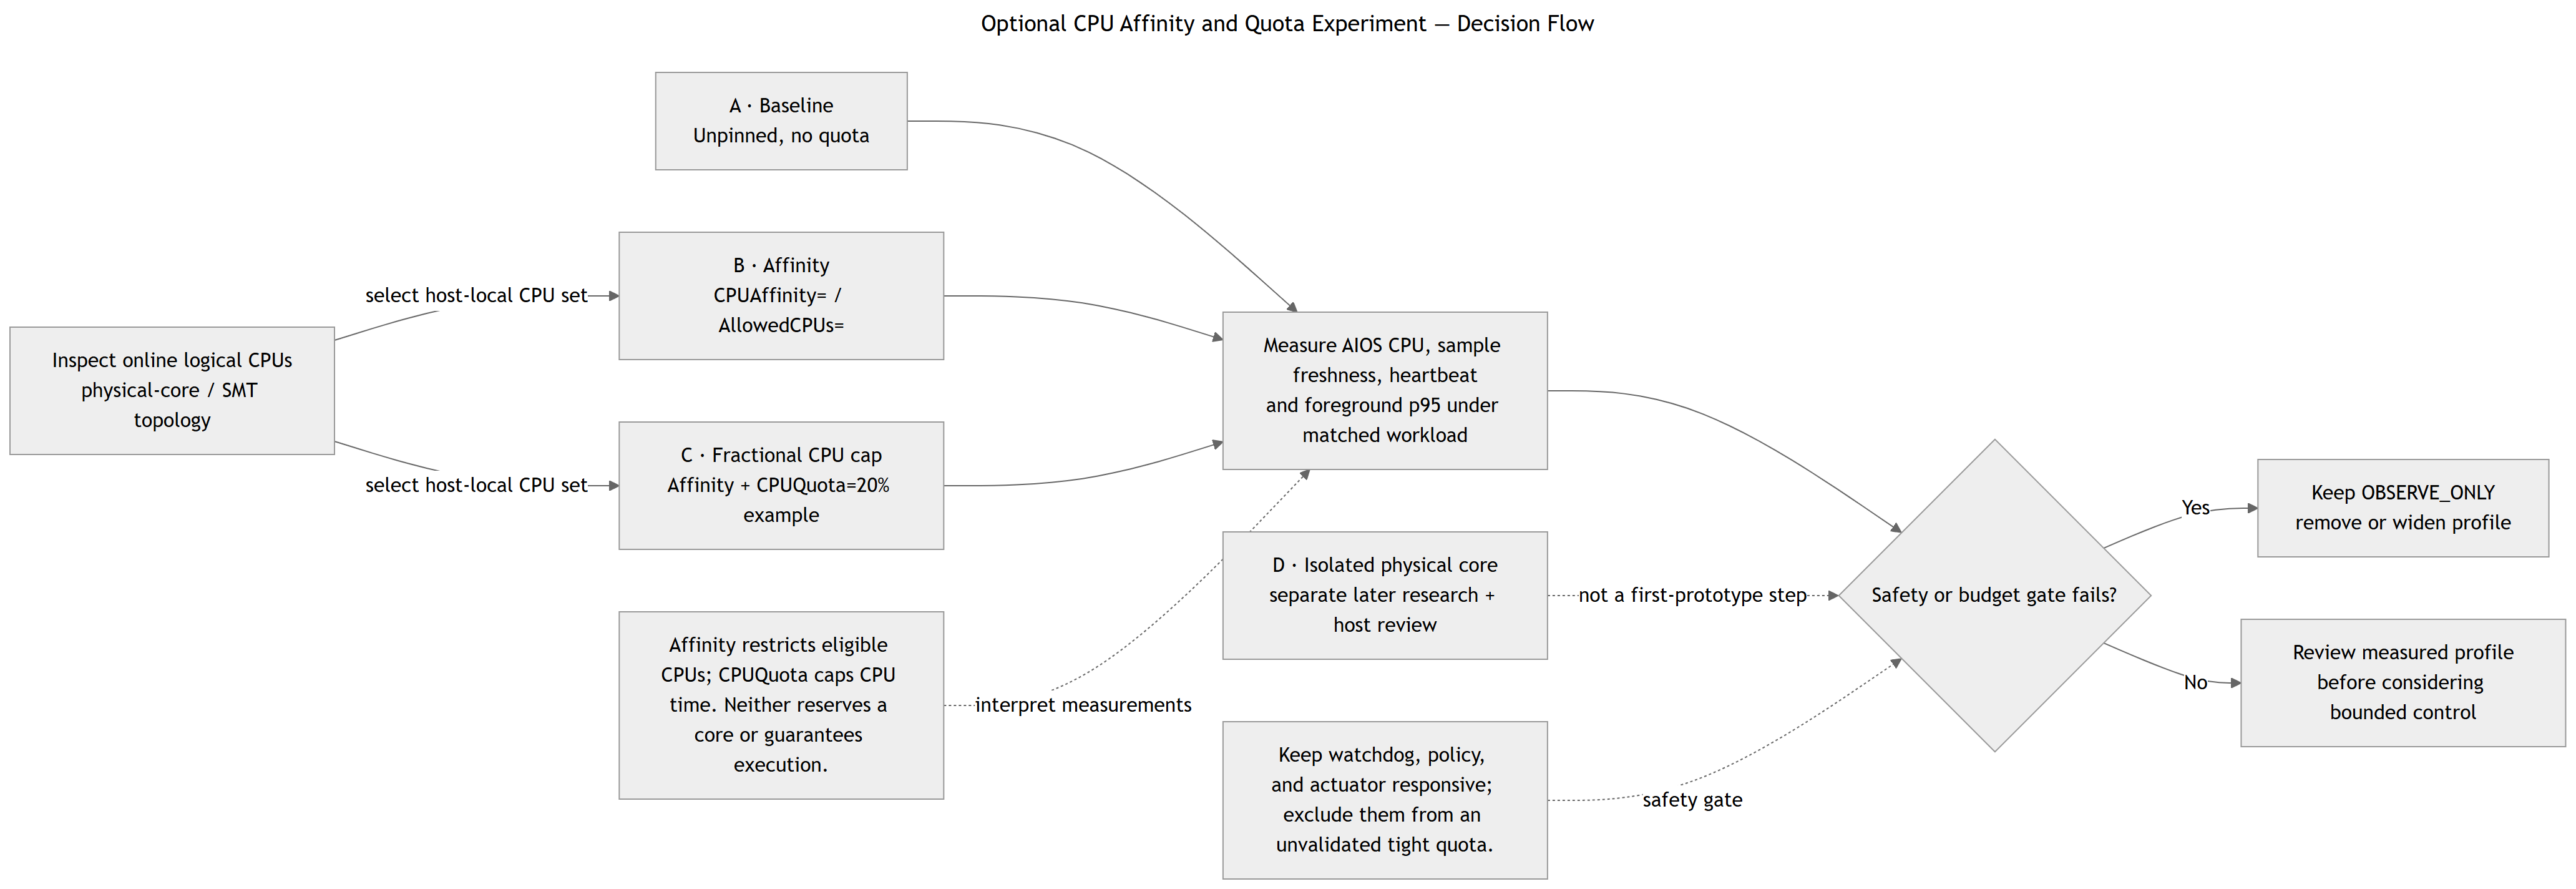 Optional CPU Affinity and Quota Experiment — Decision Flow
A · Baseline
Unpinned, no quota
Inspect online logical CPUs
physical-core / SMT
topology
select host-local CPU set
select host-local CPU set
B · Affinity
CPUAffinity= /
AllowedCPUs=
C · Fractional CPU cap
Affinity + CPUQuota=20%
example
Affinity restricts eligible
CPUs; CPUQuota caps CPU
time. Neither reserves a
core or guarantees
execution.
interpret measurements
Measure AIOS CPU, sample
freshness, heartbeat
and foreground p95 under
matched workload
D · Isolated physical core
separate later research +
host review
not a first-prototype step
Keep watchdog, policy,
and actuator responsive;
exclude them from an
unvalidated tight quota.
safety gate
Safety or budget gate fails?
Yes
Keep OBSERVE_ONLY
remove or widen profile
No
Review measured profile
before considering
bounded control